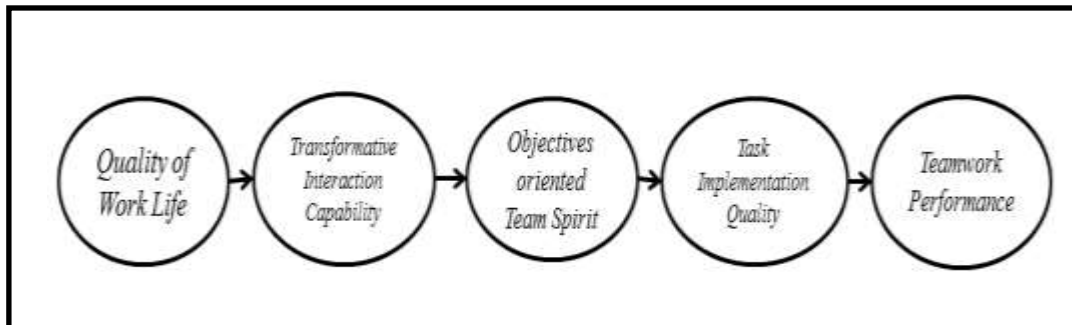 Quality of
Work Life
Transformative
Interaction
Capability
Objectives
oriented
Team Spirit
Task
Implementation
Quality
Teamwork
Performance